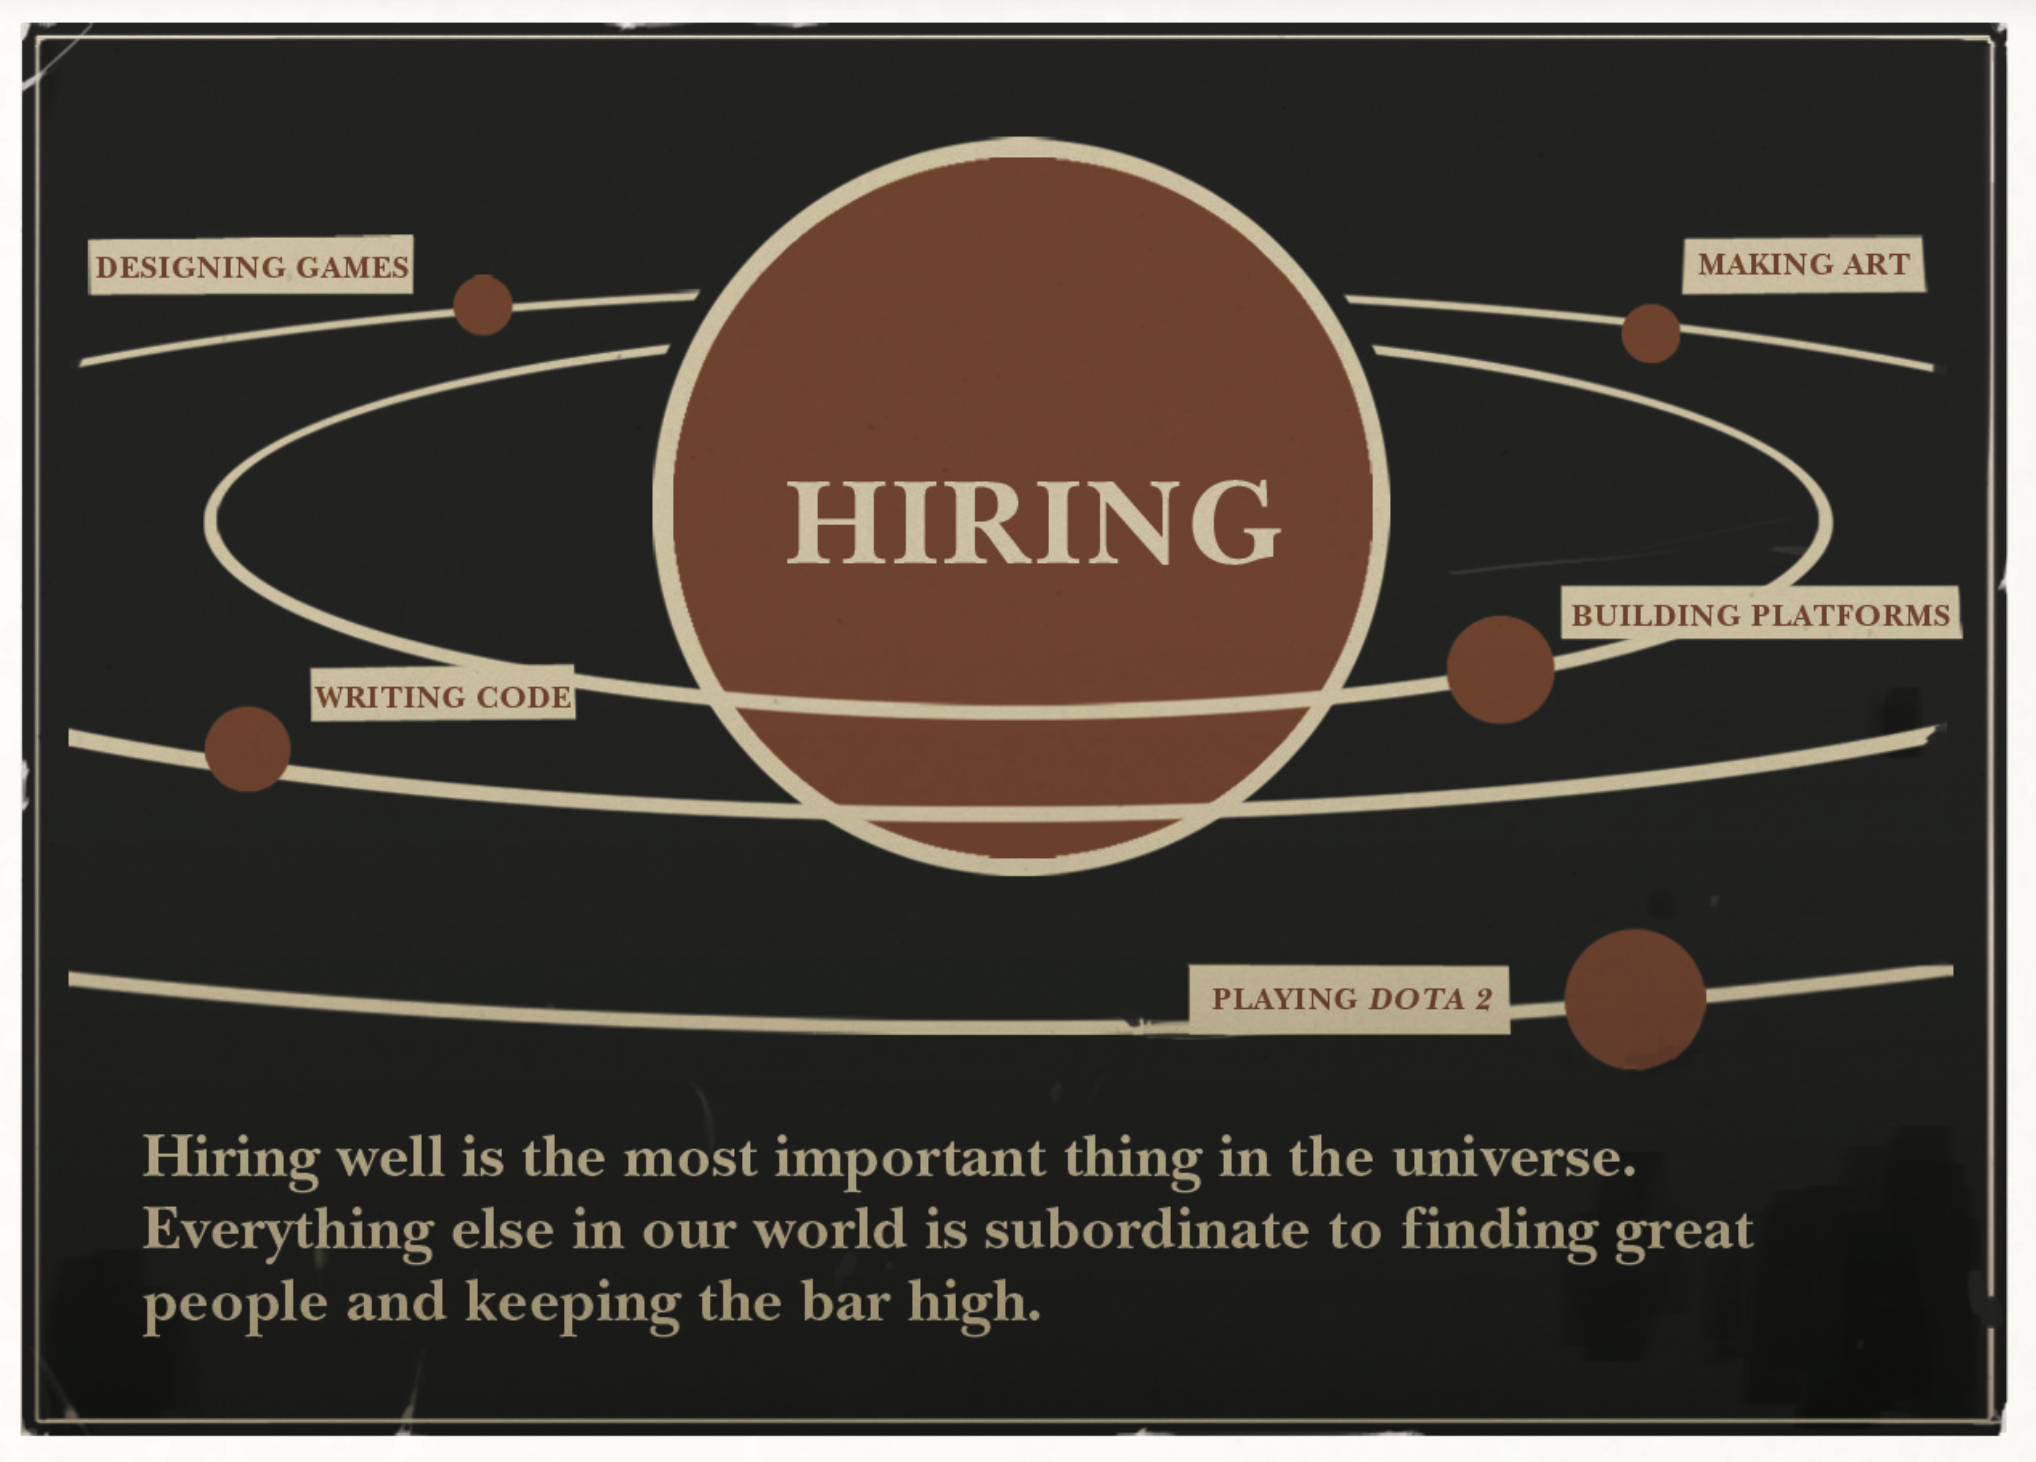 DESIGNING GAMES
MAKING ART
HIRING
BUILDING PLATFORMS
WRITING CODE
PLAYING DOTA 2
Hiring well is the most important thing in the universe.
Everything else in our world is subordinate to finding great
people and keeping the bar high.